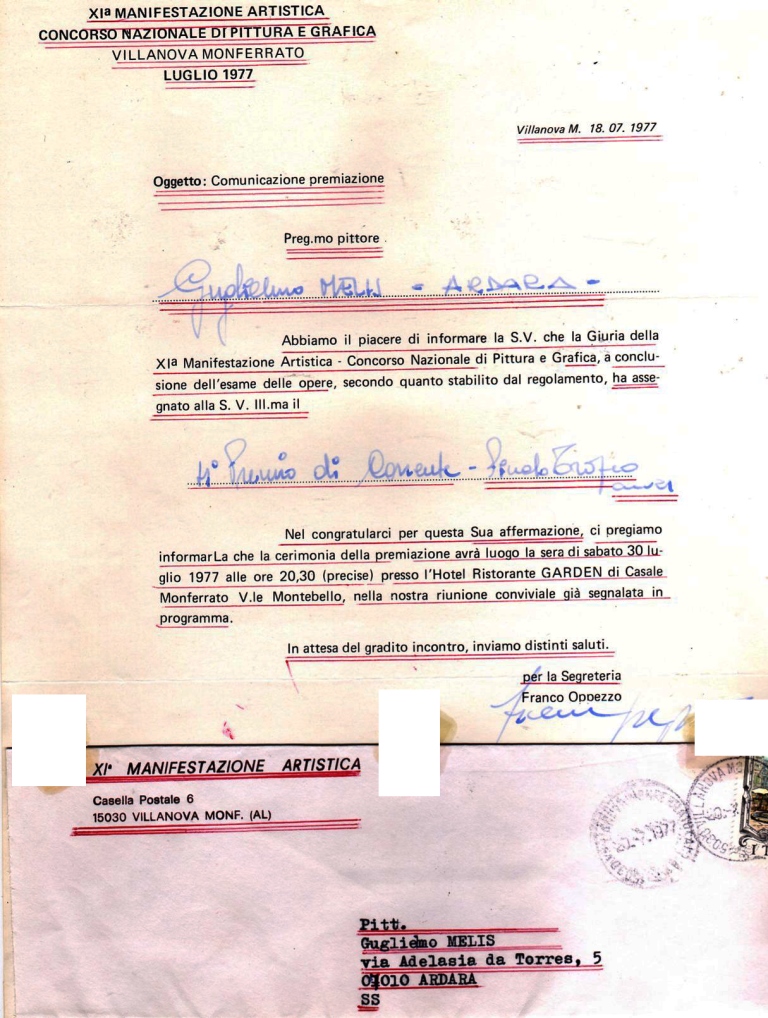 XIª MANIFESTAZIONE ARTISTICA
CONCORSO NAZIONALE DI PITTURA E GRAFICA
VILLANOVA MONFERRATO
LUGLIO 1977
Villanova M. 18. 07. 1977
Oggetto: Comunicazione premiazione
Preg.mo pittore
Guglielmo MELIS - ARDARA -
Abbiamo il piacere di informare la S.V. che la Giuria della
XIª Manifestazione Artistica - Concorso Nazionale di Pittura e Grafica, a conclu-
sione dell'esame delle opere, secondo quanto stabilito dal regolamento, ha asse-
gnato alla S. V. Ill.ma il
Premio di - Trofeo
Nel congratularci per questa Sua affermazione, ci pregiamo
informarLa che la cerimonia della premiazione avrà luogo la sera di sabato 30 lu-
glio 1977 alle ore 20,30 (precise) presso l'Hotel Ristorante GARDEN di Casale
Monferrato V.le Montebello, nella nostra riunione conviviale già segnalata in
programma.
In attesa del gradito incontro, inviamo distinti saluti.
per la Segreteria
Franco Oppezzo
XIª MANIFESTAZIONE ARTISTICA
Casella Postale 6
15030 VILLANOVA MONF. (AL)
Pitt.
Guglielmo MELIS
via Adelasia da Torres, 5
07010 ARDARA
SS